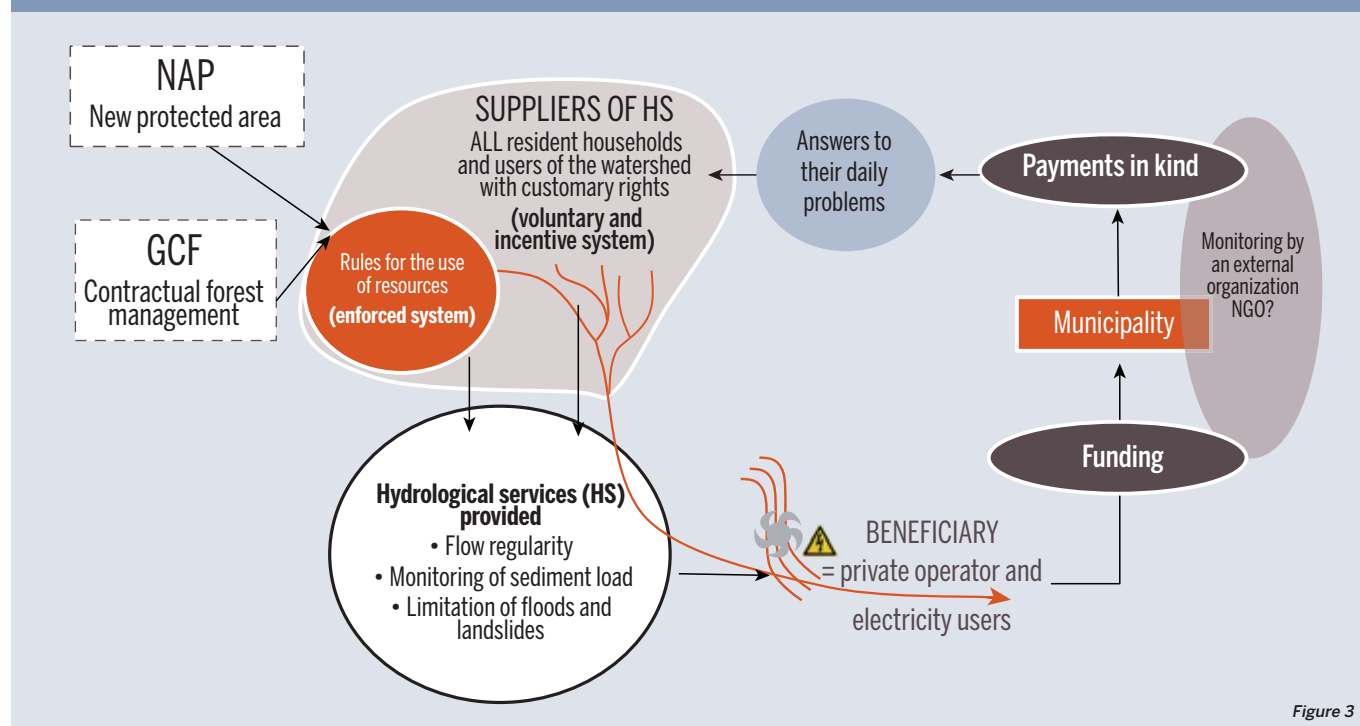 NAP
New protected area
GCF
Contractual forest
management
SUPPLIERS OF HS
ALL resident households
and users of the watershed
with customary rights
(voluntary and
incentive system)
Rules for the use
of resources
(enforced system)
Answers to
their daily
problems
Payments in kind
Monitoring by
an external
organization
NGO?
Municipality
Funding
Hydrological services (HS)
provided
• Flow regularity
• Monitoring of sediment load
• Limitation of floods and
landslides
BENEFICIARY
= private operator and
electricity users
Figure 3